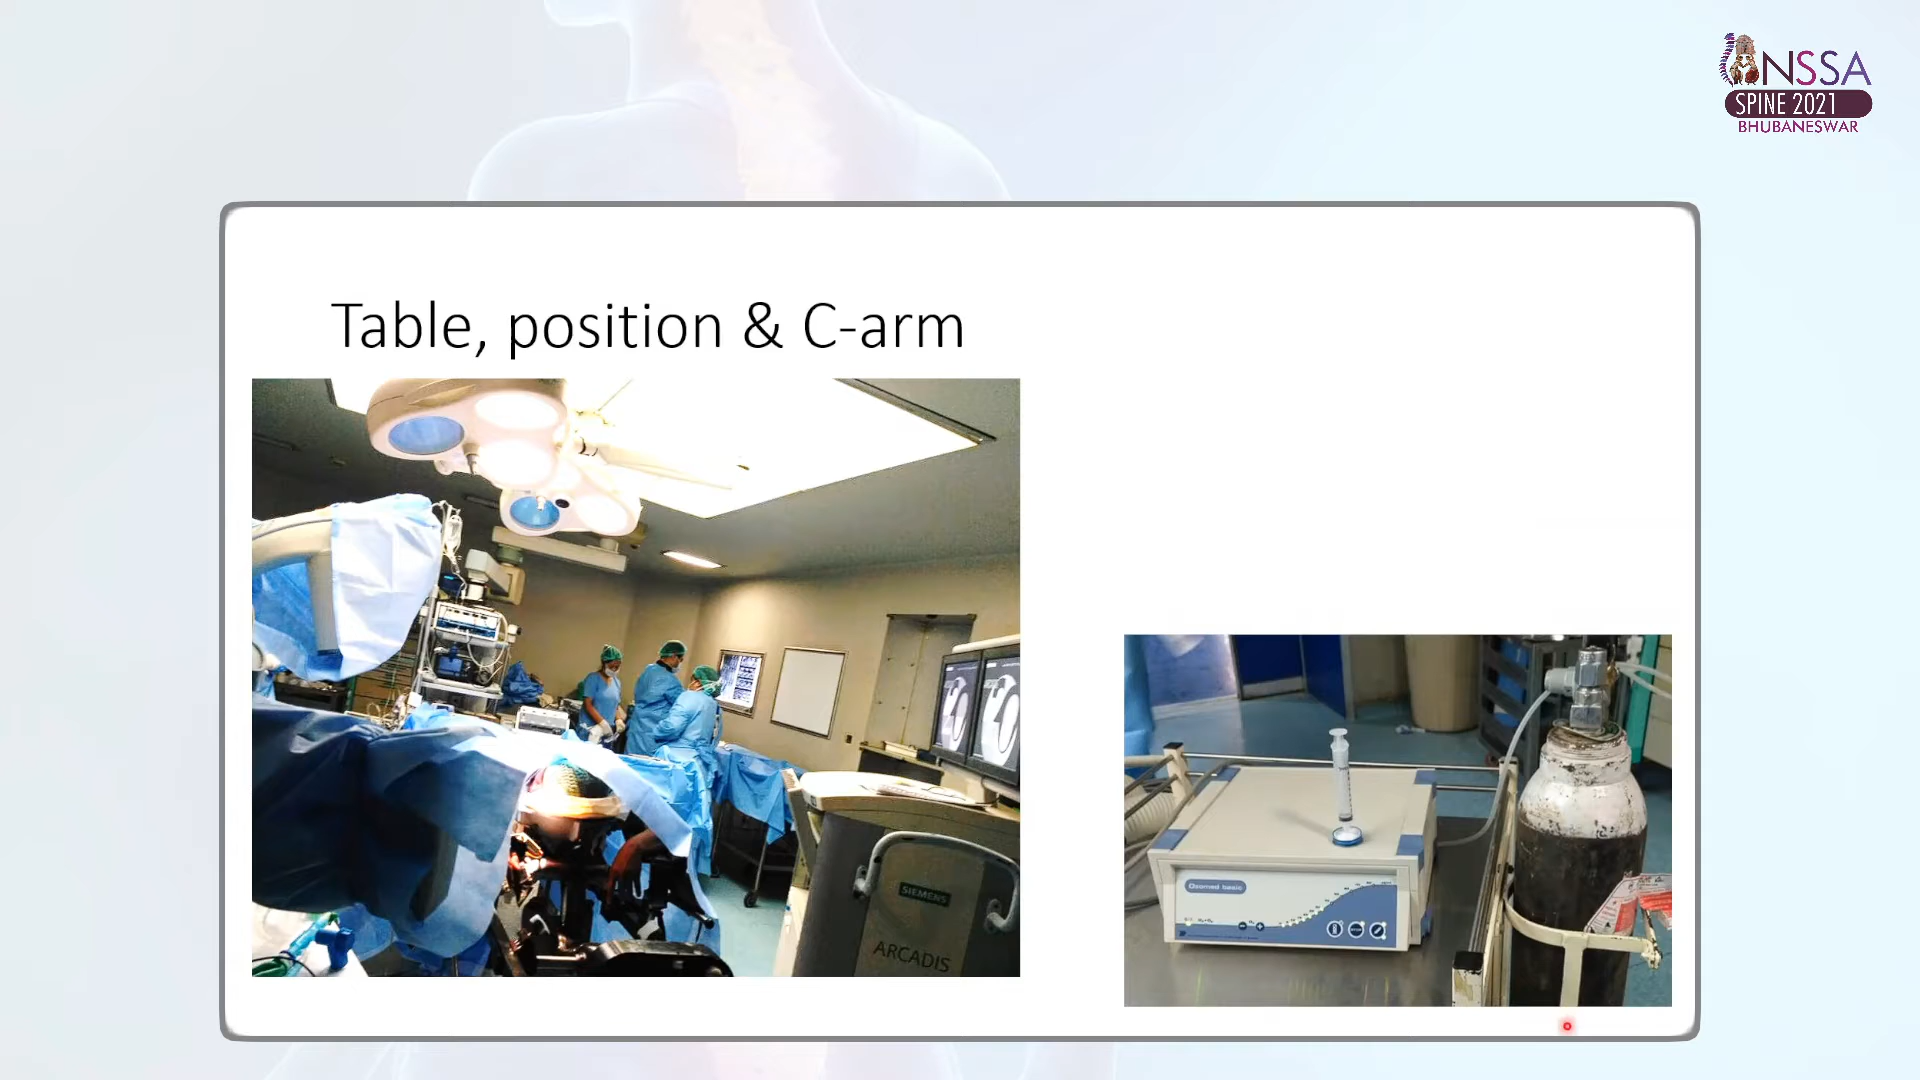 NSSA
SPINE 2021
BHUBANESWAR
Table, position & C-arm
SIEMENS
ARCADIS
Ozomed basic